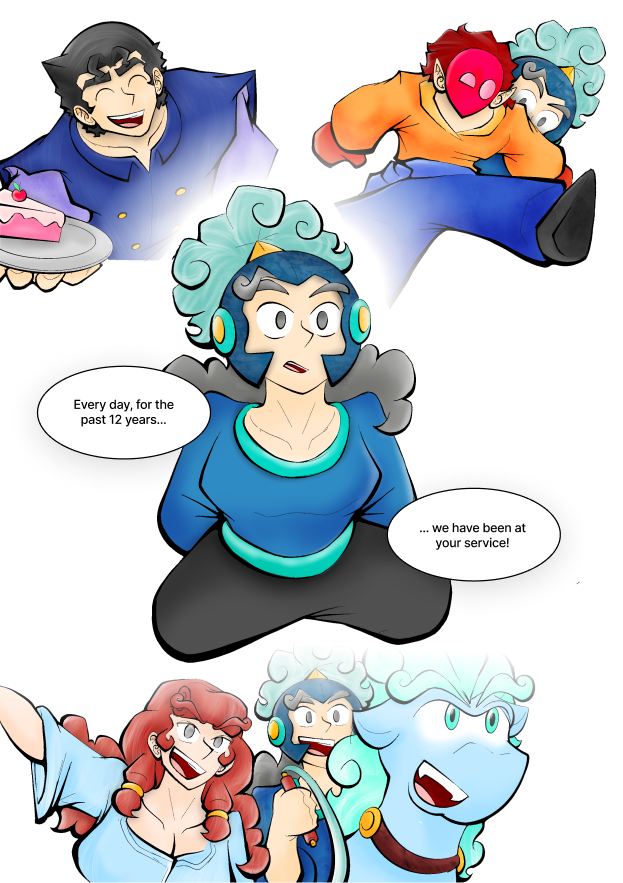 Every day, for the
past 12 years...
... we have been at
your service!